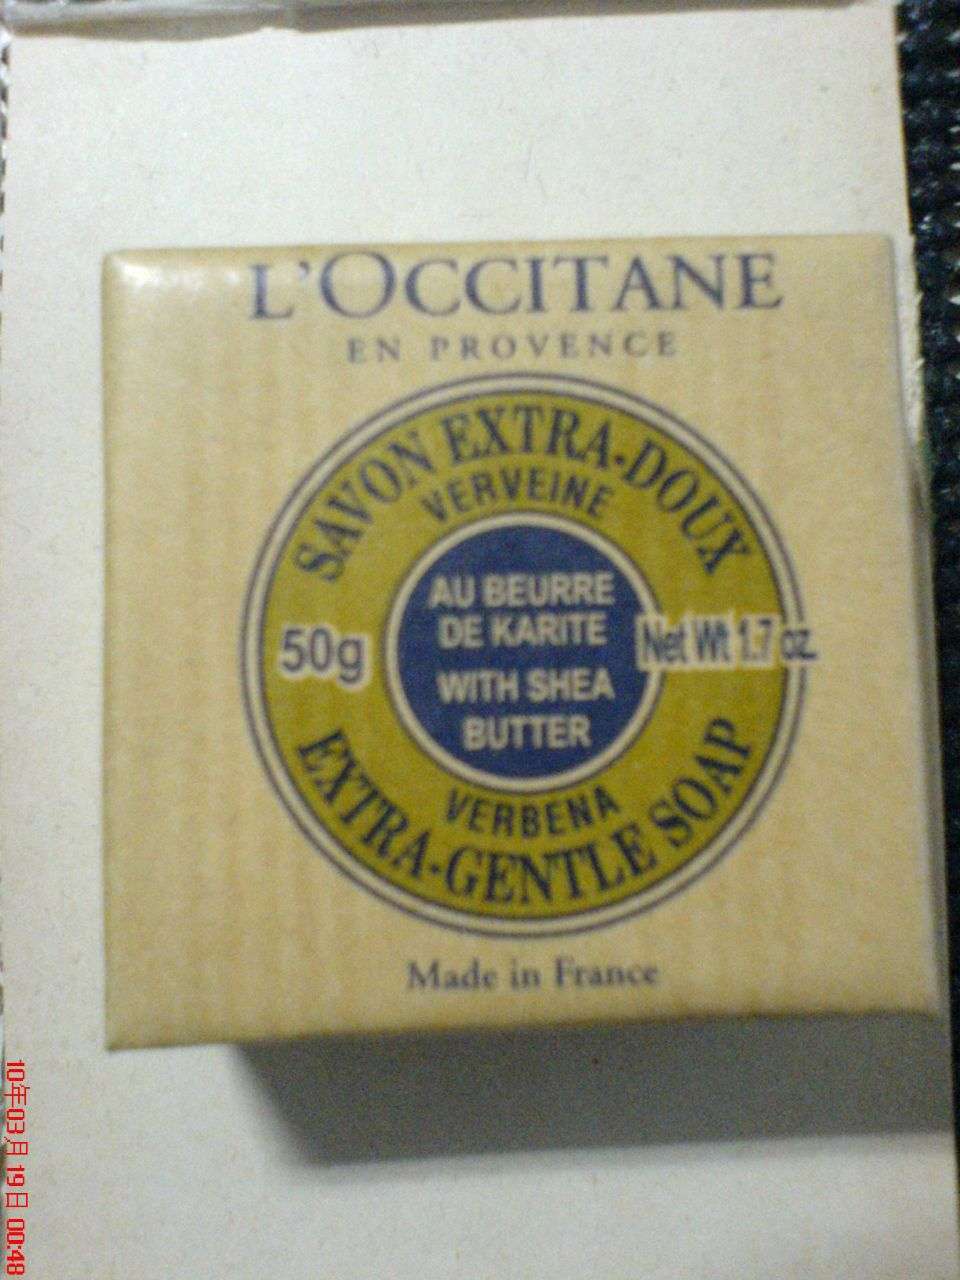 L'OCCITANE
EN PROVENCE
SAVON EXTRA-DOUX
VERVEINE
AU BEURRE
DE KARITE
50g
Net Wt 1.7 oz.
WITH SHEA
BUTTER
VERBENA
EXTRA-GENTLE SOAP
Made in France
10年03月19日 00:48